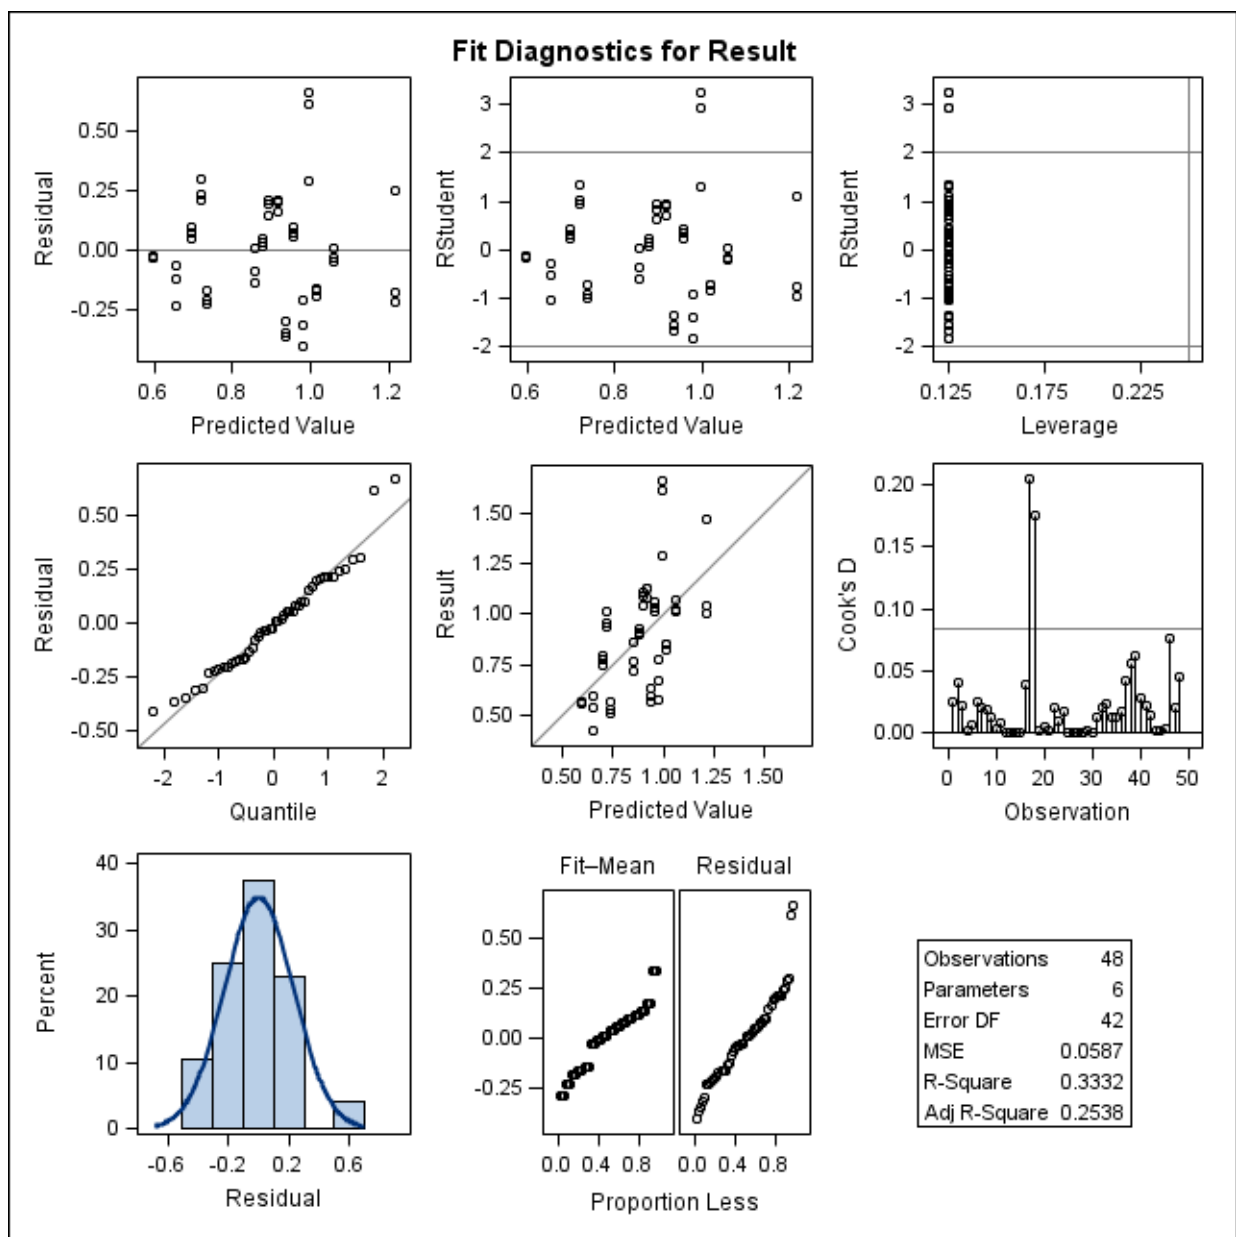 Fit Diagnostics for Result
Residual
0.50
0.25
0.00
-0.25
0.6 0.8 1.0 1.2
Predicted Value
RStudent
3
2
1
0
-1
-2
0.6 0.8 1.0 1.2
Predicted Value
RStudent
3
2
1
0
-1
-2
0.125 0.175 0.225
Leverage
Residual
0.50
0.25
0.00
-0.25
-0.50
-2 -1 0 1 2
Quantile
Result
1.50
1.25
1.00
0.75
0.50
0.50 0.75 1.00 1.25 1.50
Predicted Value
Cook's D
0.20
0.15
0.10
0.05
0.00
0 10 20 30 40 50
Observation
Percent
40
30
20
10
0
-0.6 -0.2 0.2 0.6
Residual
Fit–Mean Residual
0.50
0.25
0.00
-0.25
0.0 0.4 0.8 0.0 0.4 0.8
Proportion Less
Observations 48
Parameters 6
Error DF 42
MSE 0.0587
R-Square 0.3332
Adj R-Square 0.2538